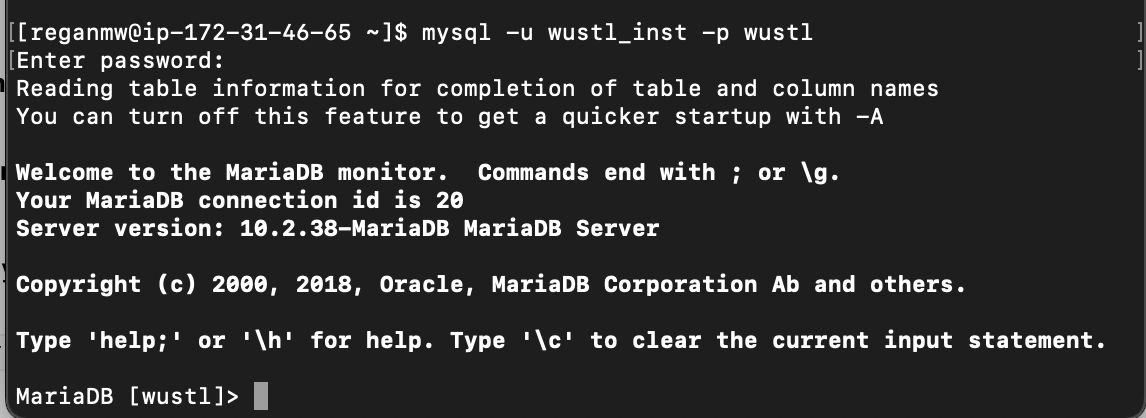 [[reganmw@ip-172-31-46-65 ~]$ mysql -u wustl_inst -p wustl ]
[Enter password: ]
Reading table information for completion of table and column names
You can turn off this feature to get a quicker startup with -A
Welcome to the MariaDB monitor.  Commands end with ; or \g.
Your MariaDB connection id is 20
Server version: 10.2.38-MariaDB MariaDB Server
Copyright (c) 2000, 2018, Oracle, MariaDB Corporation Ab and others.
Type 'help;' or '\h' for help. Type '\c' to clear the current input statement.
MariaDB [wustl]>